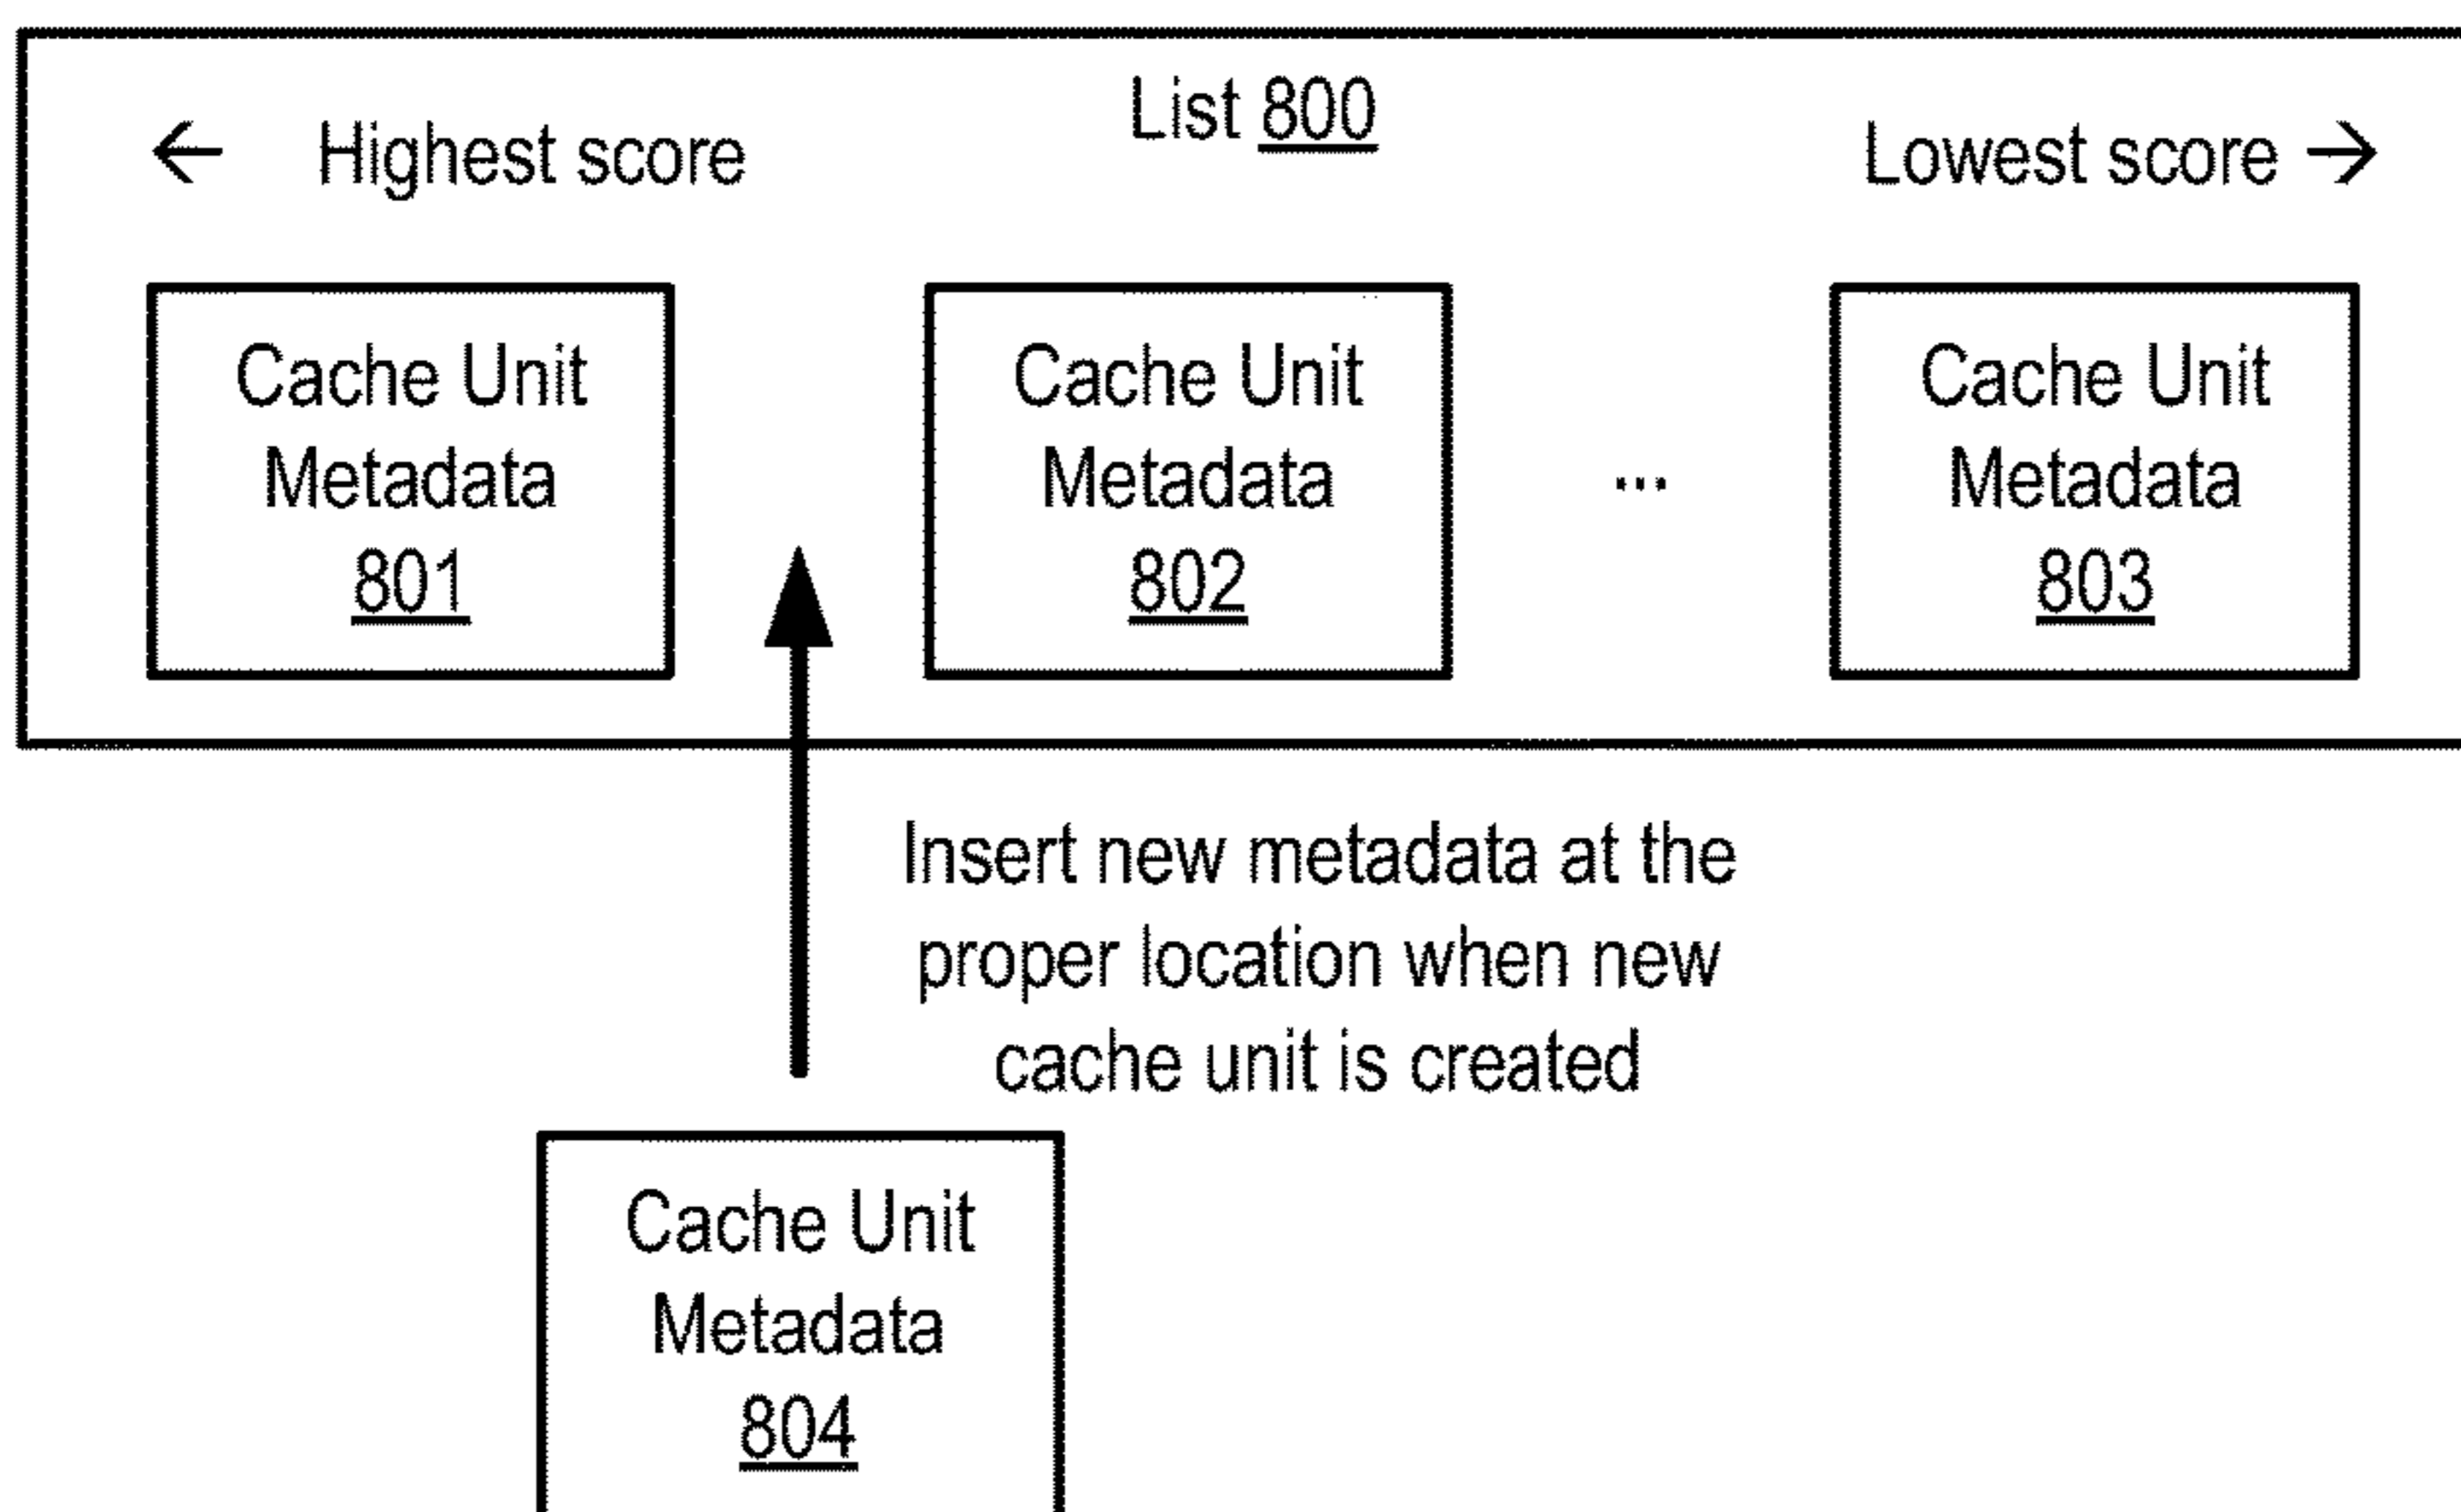 List 800
← Highest score
Lowest score →
Cache Unit
Metadata
801
Cache Unit
Metadata
802
...
Cache Unit
Metadata
803
Insert new metadata at the
proper location when new
cache unit is created
Cache Unit
Metadata
804